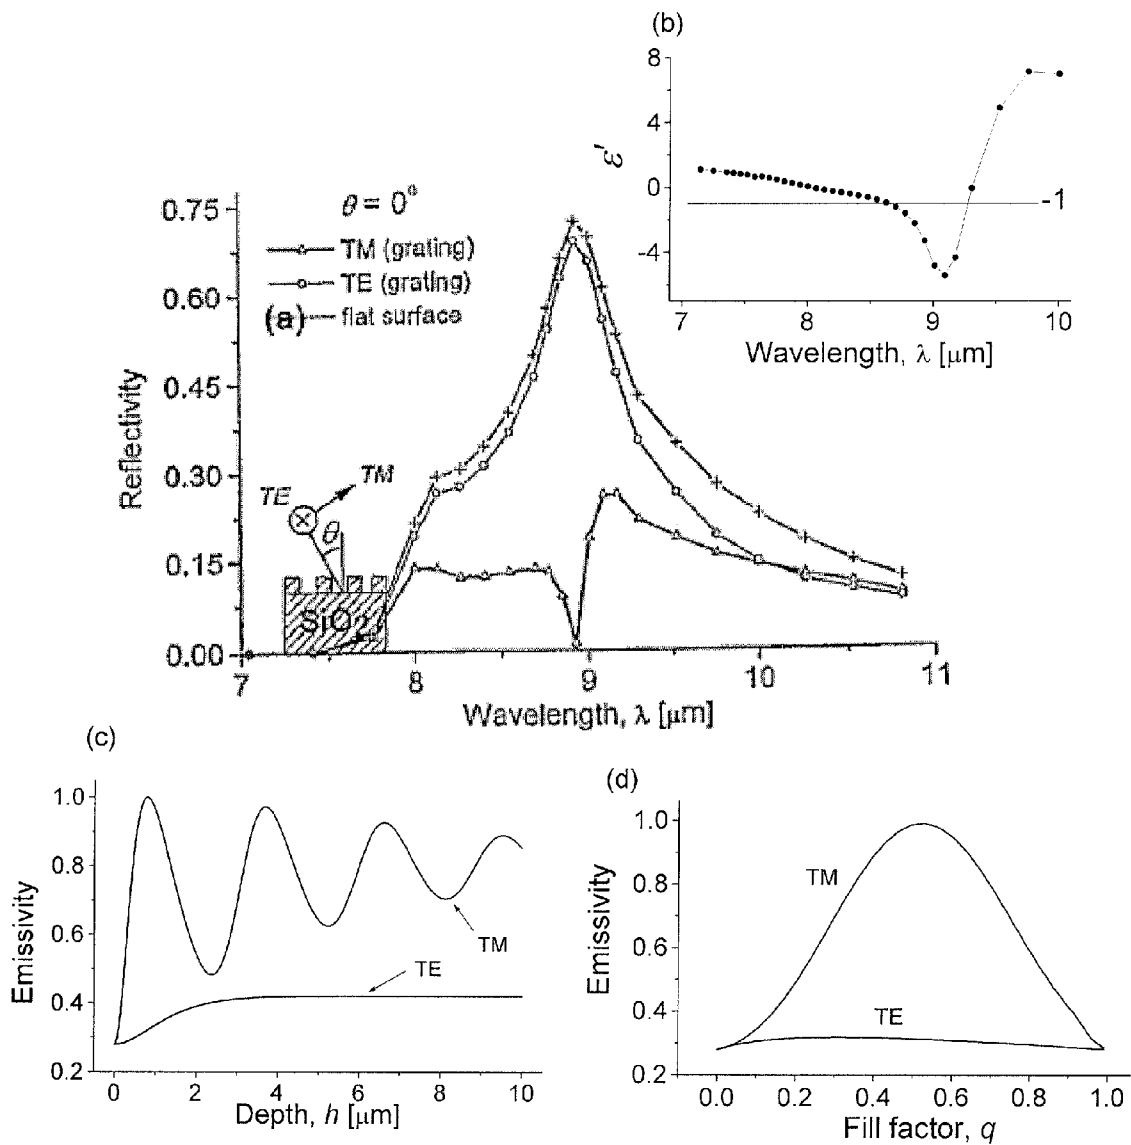 (b)
8
4
0
-4
ε'
-1
7
8
9
10
Wavelength, λ [μm]
θ = 0°
TM (grating)
TE (grating)
(a) flat surface
0.75
0.60
0.45
0.30
0.15
0.00
Reflectivity
TE
TM
θ
SiO2
7
8
9
10
11
Wavelength, λ [μm]
(c)
1.0
0.8
0.6
0.4
0.2
Emissivity
TM
TE
0
2
4
6
8
10
Depth, h [μm]
(d)
1.0
0.8
0.6
0.4
0.2
Emissivity
TM
TE
0.0
0.2
0.4
0.6
0.8
1.0
Fill factor, q